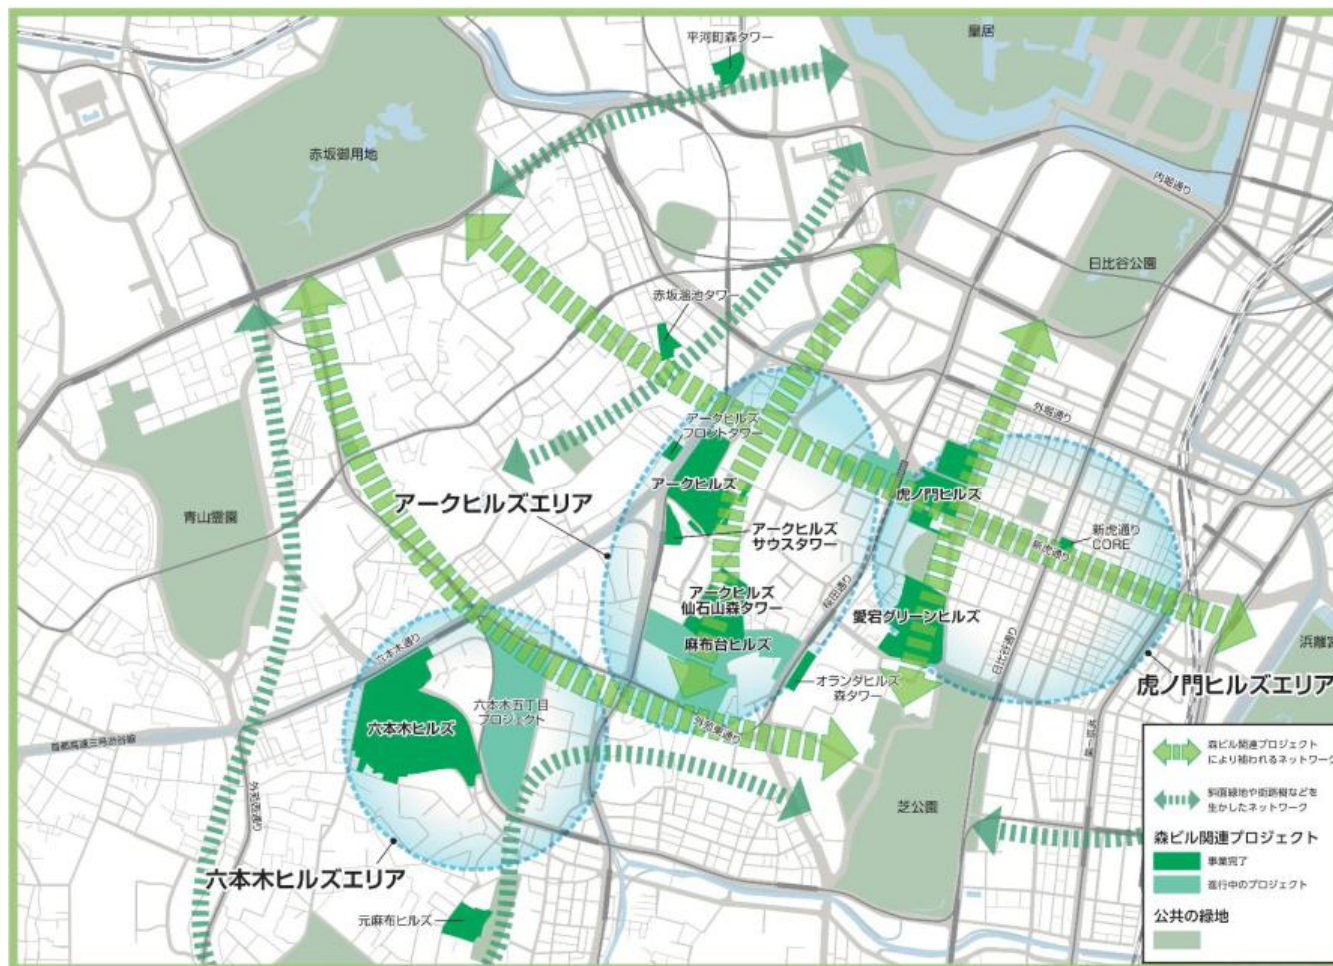 平河町森タワー
皇居
赤坂御用地
内堀通り
日比谷公園
赤坂溜池タワー
外堀通り
アークヒルズ
フロントタワー
アークヒルズエリア
アークヒルズ
虎ノ門ヒルズ
青山霊園
アークヒルズ
サウスタワー
新虎通り
CORE
新虎通り
アークヒルズ
仙石山森タワー
桜田通り
愛宕グリーンヒルズ
麻布台ヒルズ
日比谷通り
六本木通り
浜離宮
オランダヒルズ
森タワー
虎ノ門ヒルズエリア
六本木五丁目
プロジェクト
六本木ヒルズ
外苑東通り
首都高速三号渋谷線
外苑西通り
芝公園
六本木ヒルズエリア
元麻布ヒルズ
森ビル関連プロジェクト
により補われるネットワーク
斜面緑地や街路樹などを
生かしたネットワーク
森ビル関連プロジェクト
事業完了
進行中のプロジェクト
公共の緑地